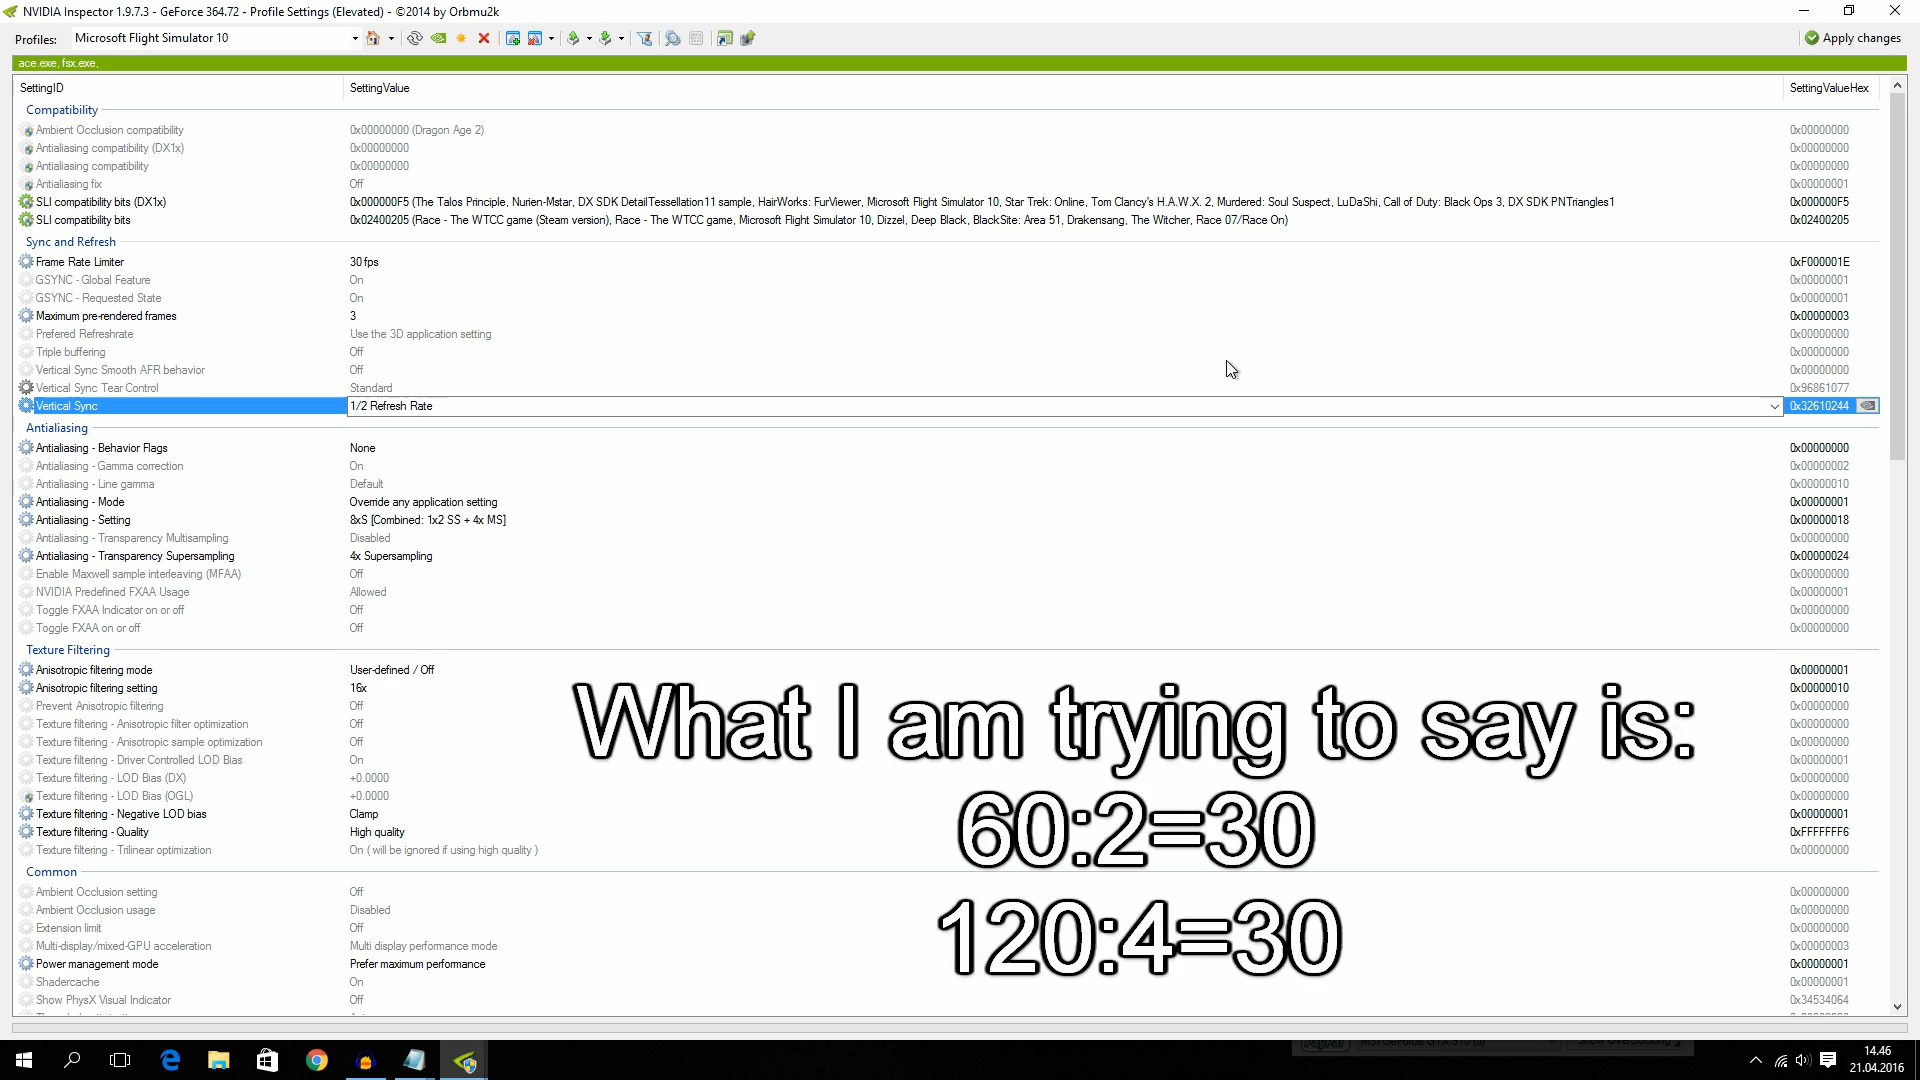 NVIDIA Inspector 1.9.7.3 - GeForce 364.72 - Profile Settings (Elevated) - ©2014 by Orbmu2k
Profiles: Microsoft Flight Simulator 10 Apply changes
ace.exe, fsx.exe,
SettingID SettingValue SettingValueHex
Compatibility
Ambient Occlusion compatibility 0x00000000 (Dragon Age 2) 0x00000000
Antialiasing compatibility (DX1x) 0x00000000 0x00000000
Antialiasing compatibility 0x00000000 0x00000000
Antialiasing fix Off 0x00000001
SLI compatibility bits (DX1x) 0x000000F5 (The Talos Principle, Nurien-Mstar, DX SDK DetailTessellation11 sample, HairWorks: FurViewer, Microsoft Flight Simulator 10, Star Trek: Online, Tom Clancy's H.A.W.X. 2, Murdered: Soul Suspect, LuDaShi, Call of Duty: Black Ops 3, DX SDK PNTriangles1 0x000000F5
SLI compatibility bits 0x02400205 (Race - The WTCC game (Steam version), Race - The WTCC game, Microsoft Flight Simulator 10, Dizzel, Deep Black, BlackSite: Area 51, Drakensang, The Witcher, Race 07/Race On) 0x02400205
Sync and Refresh
Frame Rate Limiter 30 fps 0xF000001E
GSYNC - Global Feature On 0x00000001
GSYNC - Requested State On 0x00000001
Maximum pre-rendered frames 3 0x00000003
Prefered Refreshrate Use the 3D application setting 0x00000000
Triple buffering Off 0x00000000
Vertical Sync Smooth AFR behavior Off 0x00000000
Vertical Sync Tear Control Standard 0x96861077
Vertical Sync 1/2 Refresh Rate 0x32610244
Antialiasing
Antialiasing - Behavior Flags None 0x00000000
Antialiasing - Gamma correction On 0x00000002
Antialiasing - Line gamma Default 0x00000010
Antialiasing - Mode Override any application setting 0x00000001
Antialiasing - Setting 8xS [Combined: 1x2 SS + 4x MS] 0x00000018
Antialiasing - Transparency Multisampling Disabled 0x00000000
Antialiasing - Transparency Supersampling 4x Supersampling 0x00000024
Enable Maxwell sample interleaving (MFAA) Off 0x00000000
NVIDIA Predefined FXAA Usage Allowed 0x00000001
Toggle FXAA Indicator on or off Off 0x00000000
Toggle FXAA on or off Off 0x00000000
Texture Filtering
Anisotropic filtering mode User-defined / Off 0x00000001
Anisotropic filtering setting 16x 0x00000010
Prevent Anisotropic filtering Off 0x00000000
Texture filtering - Anisotropic filter optimization Off 0x00000000
Texture filtering - Anisotropic sample optimization Off 0x00000000
Texture filtering - Driver Controlled LOD Bias On 0x00000001
Texture filtering - LOD Bias (DX) +0.0000 0x00000000
Texture filtering - LOD Bias (OGL) +0.0000 0x00000000
Texture filtering - Negative LOD bias Clamp 0x00000001
Texture filtering - Quality High quality 0xFFFFFFF6
Texture filtering - Trilinear optimization On ( will be ignored if using high quality ) 0x00000000
Common
Ambient Occlusion setting Off 0x00000000
Ambient Occlusion usage Disabled 0x00000000
Extension limit Off 0x00000000
Multi-display/mixed-GPU acceleration Multi display performance mode 0x00000003
Power management mode Prefer maximum performance 0x00000001
Shadercache On 0x00000001
Show PhysX Visual Indicator Off 0x34534064
What I am trying to say is:
60:2=30
120:4=30
14.46
21.04.2016